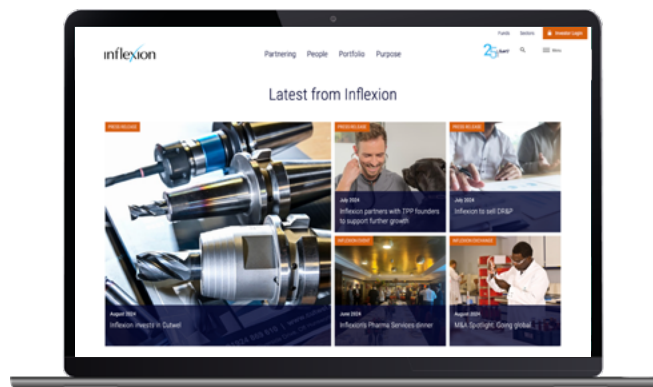 Funds Sectors Investor Login
inflexion
Partnering People Portfolio Purpose
25 years Menu
Latest from Inflexion
PRESS RELEASE
August 2024
Inflexion invests in Cutwel
PRESS RELEASE
July 2024
Inflexion partners with TPP founders
to support further growth
PRESS RELEASE
July 2024
Inflexion to sell DR&P
INFLEXION EVENT
June 2024
Inflexion's Pharma Services dinner
INFLEXION EXCHANGE
August 2024
M&A Spotlight: Going global